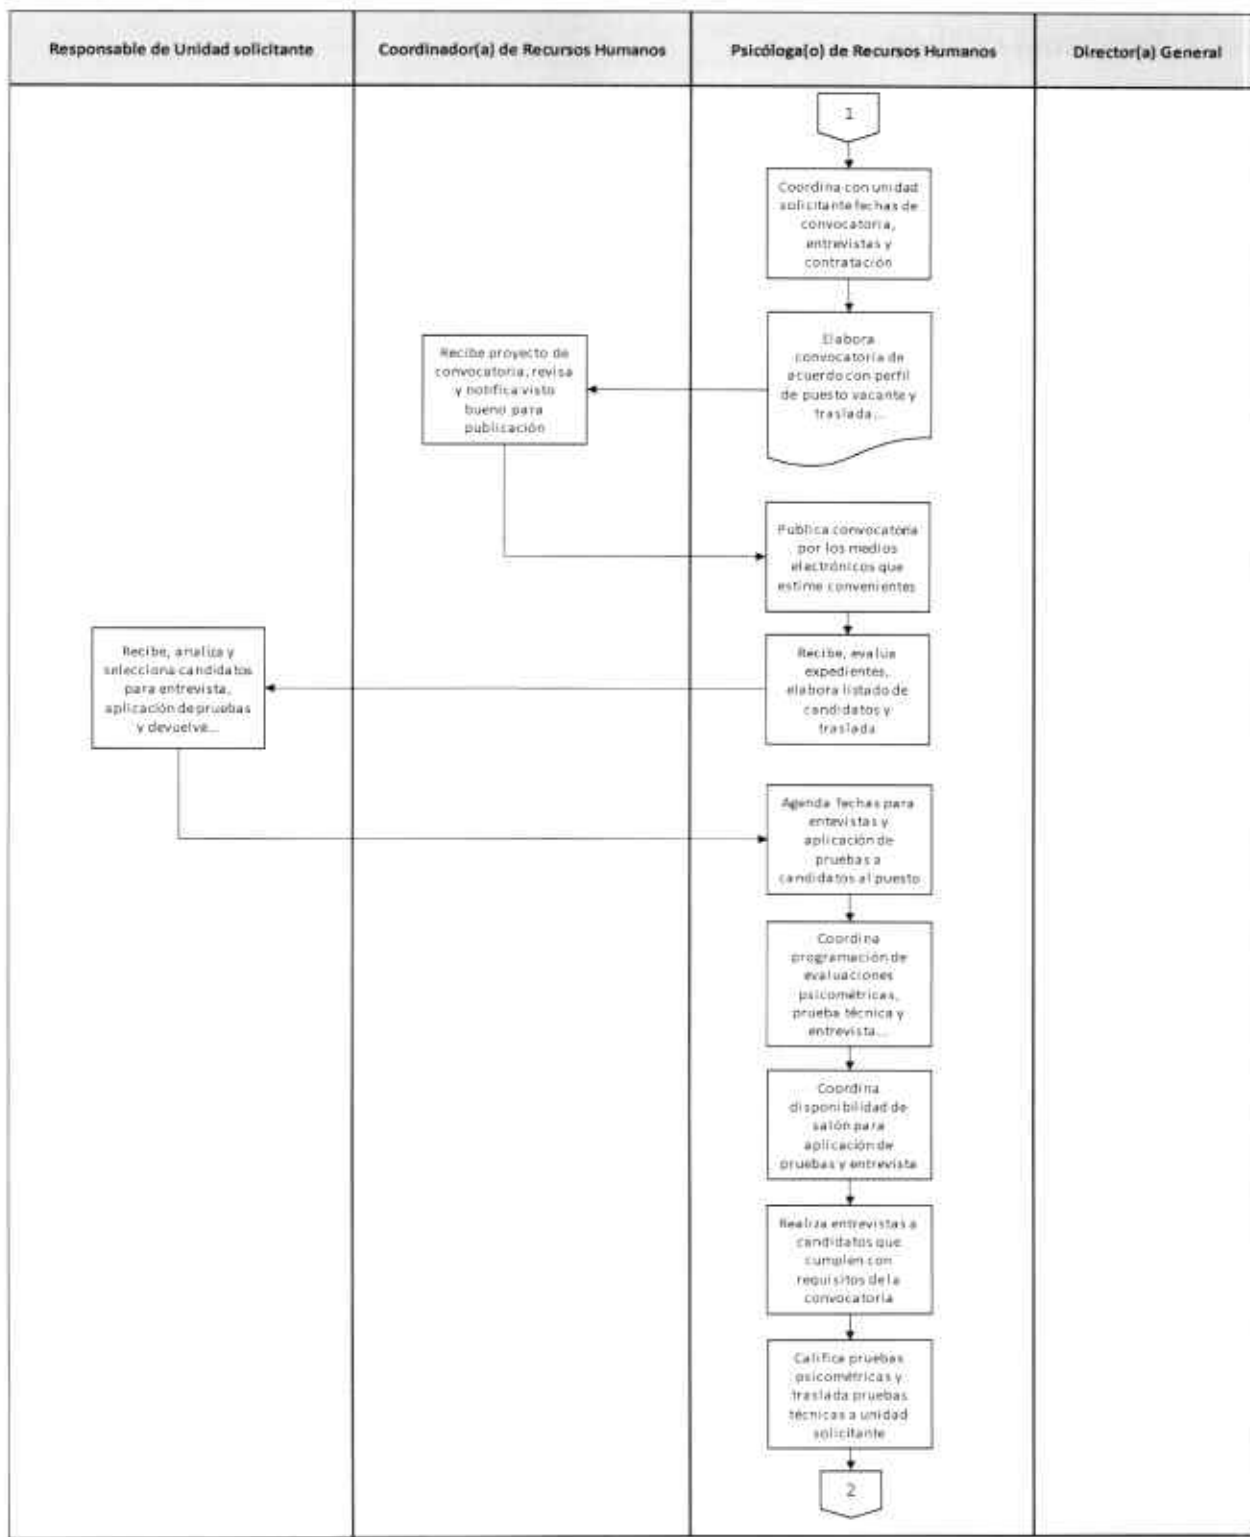 Responsable de Unidad solicitante
Coordinador(a) de Recursos Humanos
Psicóloga(o) de Recursos Humanos
Director(a) General
1
Coordina con unidad
solicitante fechas de
convocatoria,
entrevistas y
contratación
Elabora
convocatoria de
acuerdo con perfil
de puesto vacante y
traslada...
Recibe proyecto de
convocatoria, revisa
y notifica visto
bueno para
publicación
Publica convocatoria
por los medios
electrónicos que
estime convenientes
Recibe, evalúa
expedientes,
elabora listado de
candidatos y
traslada
Recibe, analiza y
selecciona candidatos
para entrevista,
aplicación de pruebas
y devuelve...
Agenda fechas para
entevistas y
aplicación de
pruebas a
candidatos al puesto
Coordina
programación de
evaluaciones
psicométricas,
prueba técnica y
entrevista...
Coordina
disponibilidad de
salón para
aplicación de
pruebas y entrevista
Realiza entrevistas a
candidatos que
cumplen con
requisitos de la
convocatoria
Califica pruebas
psicométricas y
traslada pruebas
técnicas a unidad
solicitante
2